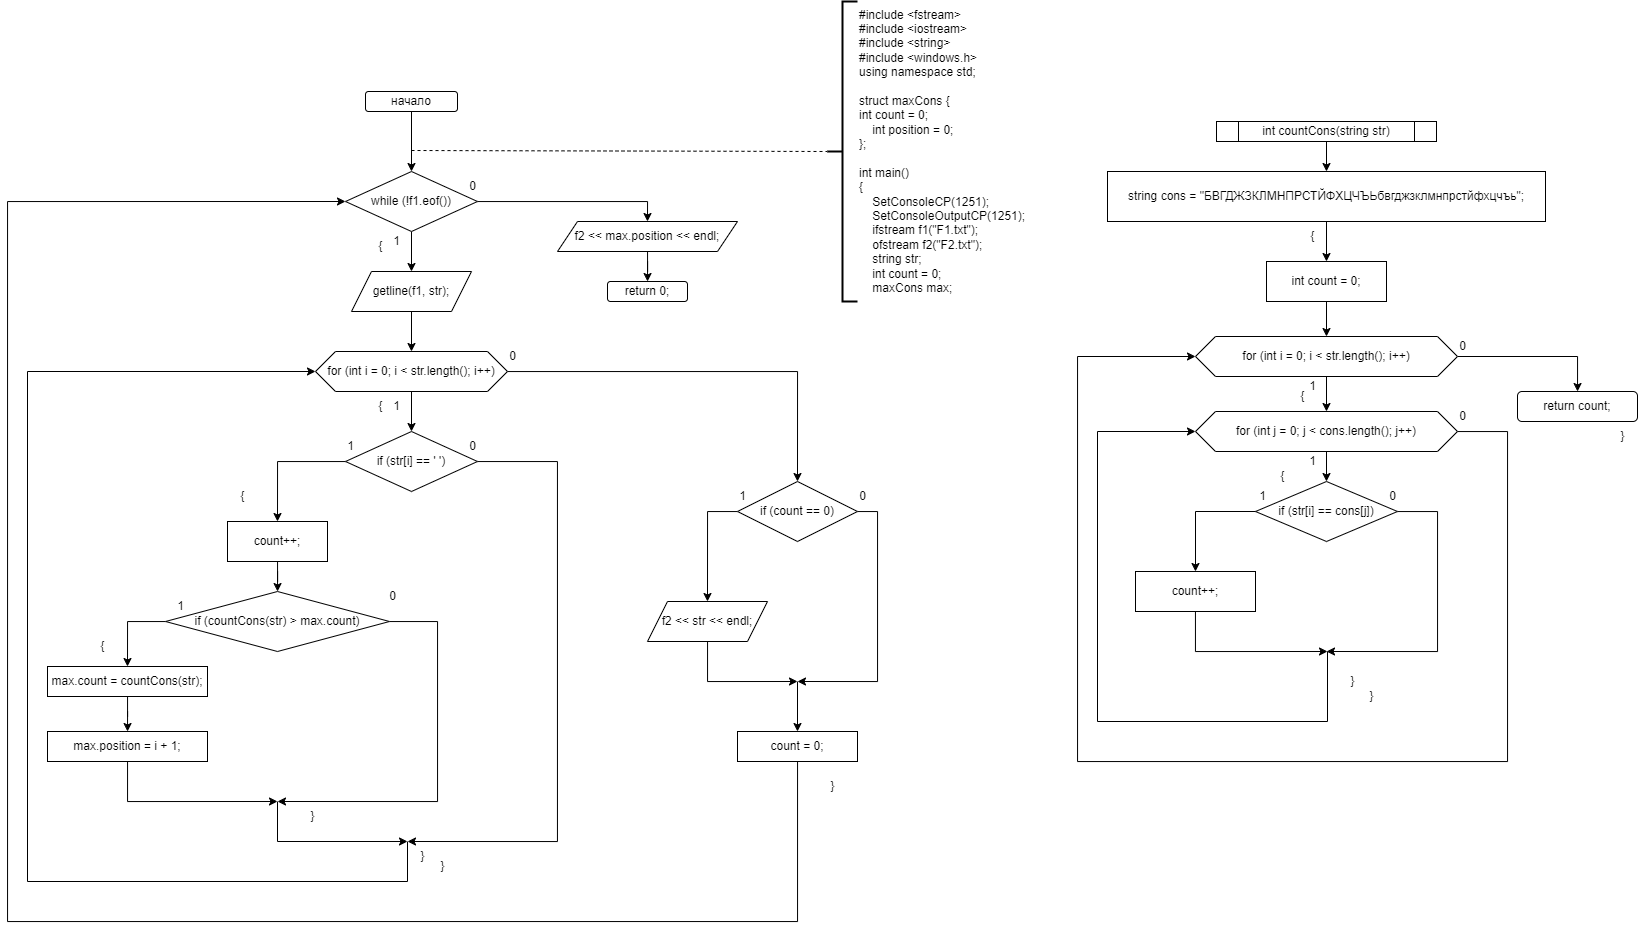 #include <fstream>
#include <iostream>
#include <string>
#include <windows.h>
using namespace std;
struct maxCons {
int count = 0;
int position = 0;
};
int main()
{
SetConsoleCP(1251);
SetConsoleOutputCP(1251);
ifstream f1("F1.txt");
ofstream f2("F2.txt");
string str;
int count = 0;
maxCons max;
начало
while (!f1.eof())
0
f2 << max.position << endl;
return 0;
{ 1
getline(f1, str);
for (int i = 0; i < str.length(); i++)
0
{ 1
if (str[i] == ' ')
1
0
{
count++;
if (countCons(str) > max.count)
1
0
{
max.count = countCons(str);
max.position = i + 1;
}
}
}
if (count == 0)
1
0
f2 << str << endl;
count = 0;
}
int countCons(string str)
string cons = "БВГДЖЗКЛМНПРСТЙФХЦЧЪЬбвгджзклмнпрстйфхцчъь";
{
int count = 0;
for (int i = 0; i < str.length(); i++)
0
return count;
}
1
{
for (int j = 0; j < cons.length(); j++)
0
1
{
if (str[i] == cons[j])
1
0
count++;
}
}